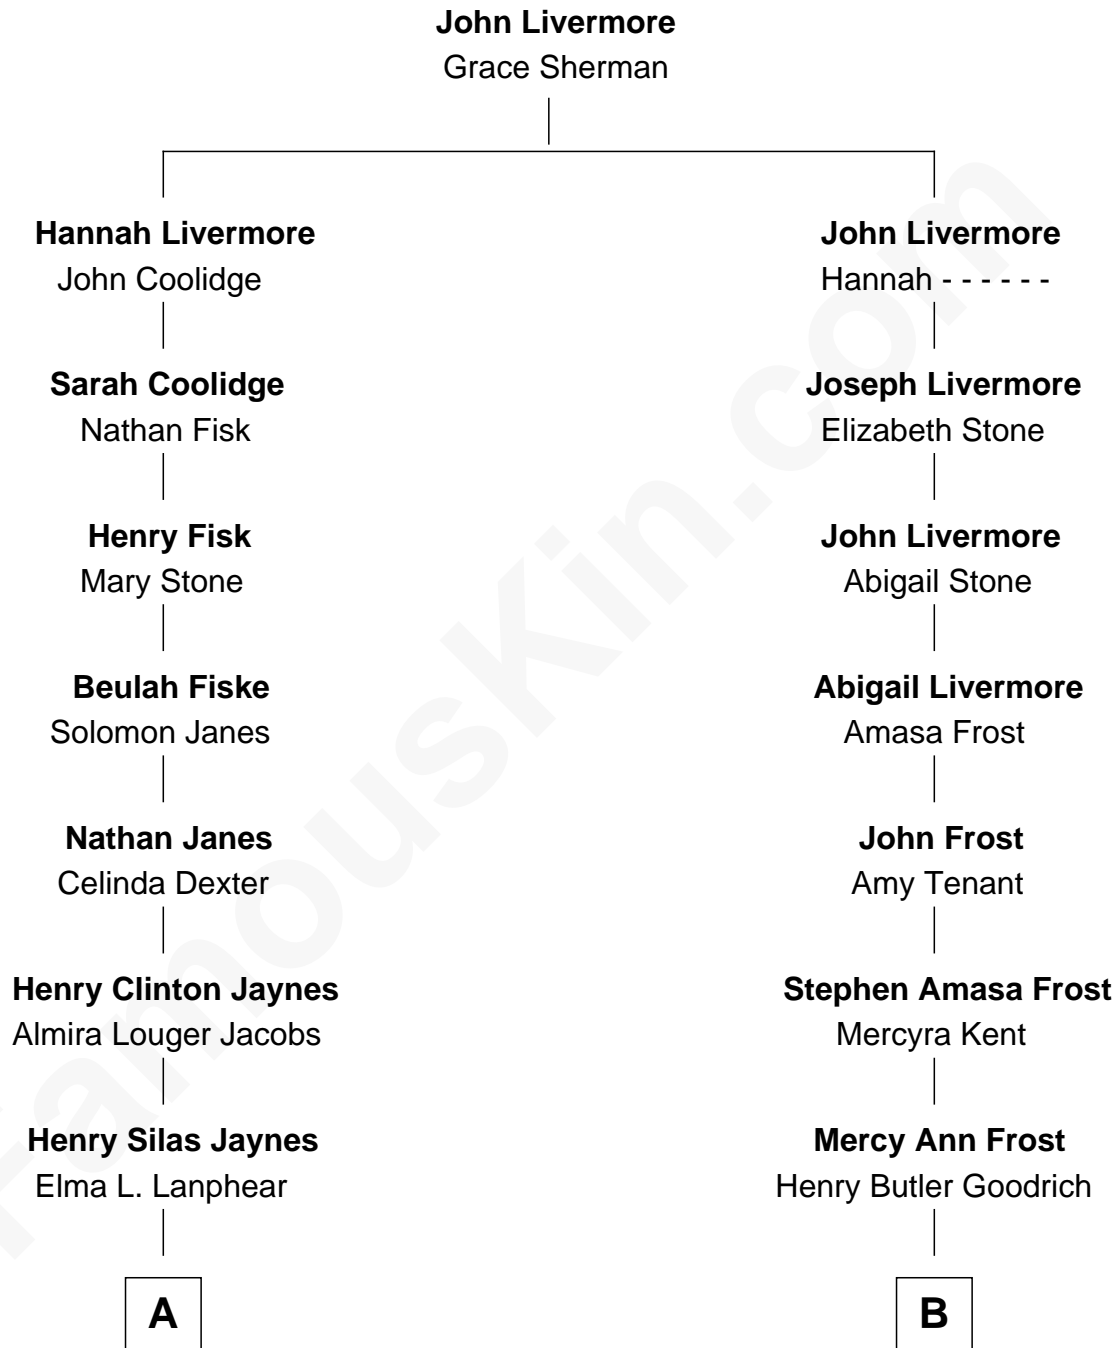 John Livermore
Grace Sherman
Hannah Livermore
John Coolidge
John Livermore
Hannah - - - - - -
Sarah Coolidge
Nathan Fisk
Joseph Livermore
Elizabeth Stone
Henry Fisk
Mary Stone
John Livermore
Abigail Stone
Beulah Fiske
Solomon Janes
Abigail Livermore
Amasa Frost
Nathan Janes
Celinda Dexter
John Frost
Amy Tenant
Henry Clinton Jaynes
Almira Louger Jacobs
Stephen Amasa Frost
Mercyra Kent
Henry Silas Jaynes
Elma L. Lanphear
Mercy Ann Frost
Henry Butler Goodrich
A
B
FamousKin.com